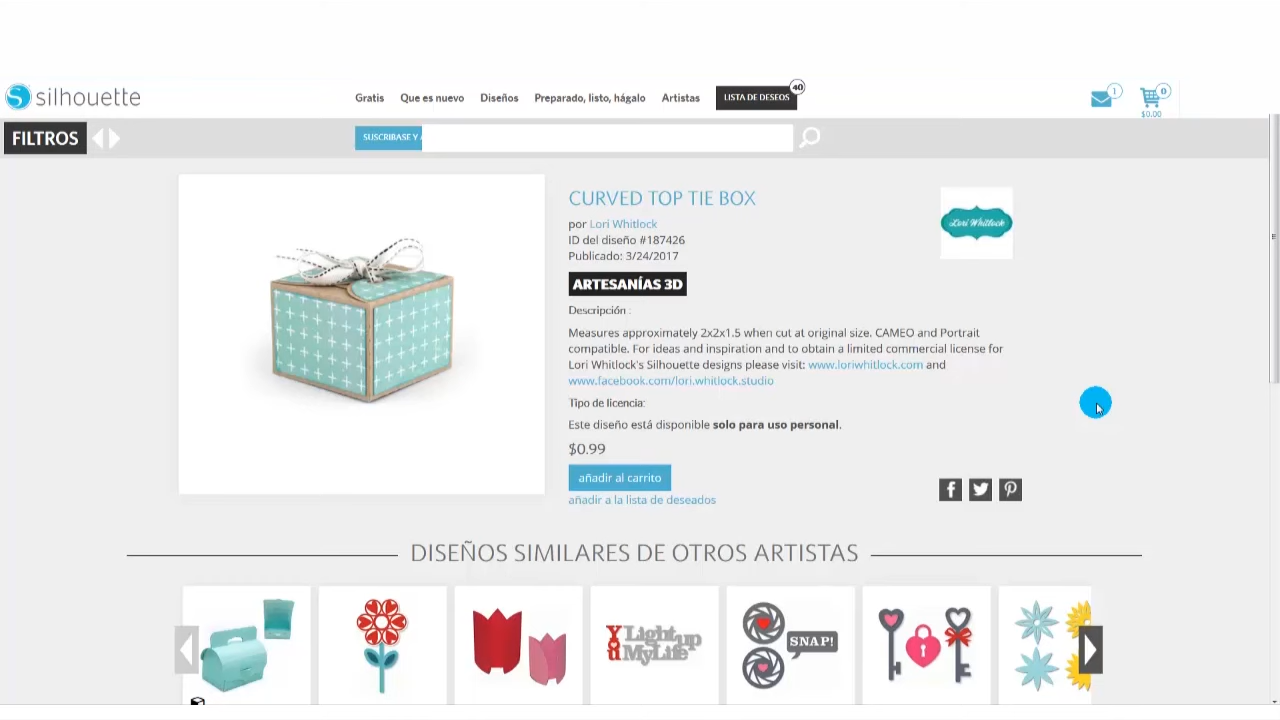 silhouette
Gratis Que es nuevo Diseños Preparado, listo, hágalo Artistas LISTA DE DESEOS 40 1 0
$0.00
FILTROS SUSCRIBASE Y
CURVED TOP TIE BOX
por Lori Whitlock
ID del diseño #187426
Publicado: 3/24/2017
Lori Whitlock
ARTESANÍAS 3D
Descripción :
Measures approximately 2x2x1.5 when cut at original size. CAMEO and Portrait
compatible. For ideas and inspiration and to obtain a limited commercial license for
Lori Whitlock's Silhouette designs please visit: www.loriwhitlock.com and
www.facebook.com/lori.whitlock.studio
Tipo de licencia:
Este diseño está disponible solo para uso personal.
$0.99
añadir al carrito
añadir a la lista de deseados
DISEÑOS SIMILARES DE OTROS ARTISTAS
You Light up My Life
SNAP!